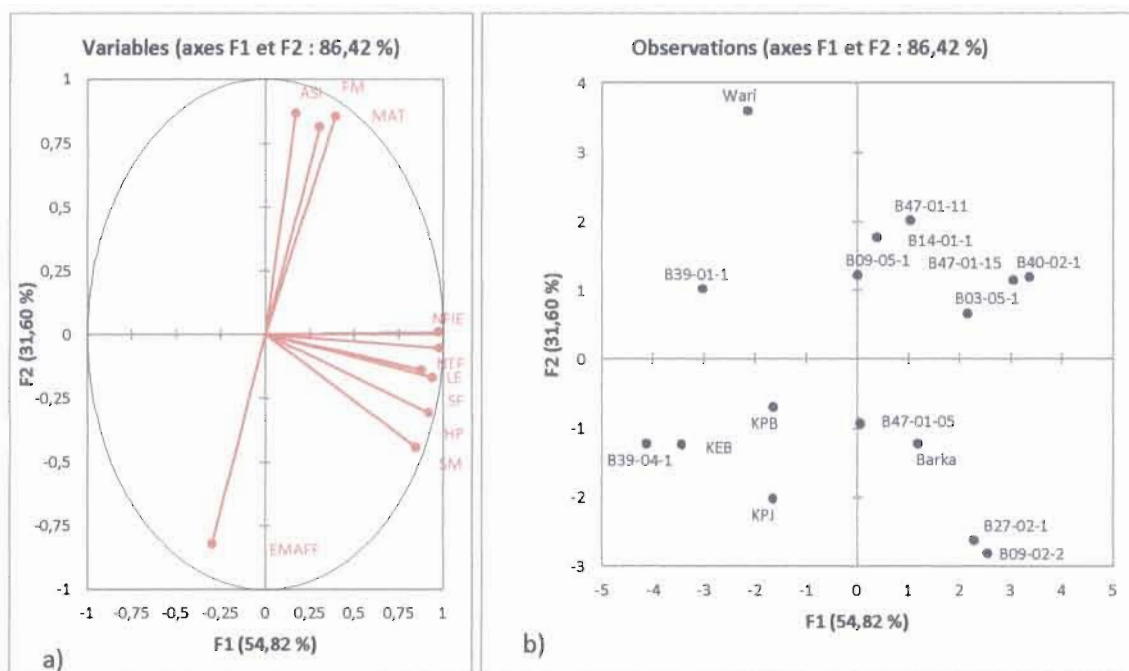 Variables (axes F1 et F2 : 86,42 %)
ASI FM
MAT
NFIE
LE
SF
HP
SM
EMAFF
1
0,75
0,5
0,25
0
-0,25
-0,5
-0,75
-1
-1 -0,75 -0,5 -0,25 0 0,25 0,5 0,75 1
F2 (31,60 %)
F1 (54,82 %)
a)
Observations (axes F1 et F2 : 86,42 %)
Wari
B47-01-11
B14-01-1
B09-05-1 B47-01-15 B40-02-1
B39-01-1
B03-05-1
KPB
B47-01-05
B39-04-1 KEB
Barka
KPJ
B27-02-1
B09-02-2
4
3
2
1
0
-1
-2
-3
-5 -4 -3 -2 -1 0 1 2 3 4 5
F2 (31,60 %)
F1 (54,82 %)
b)